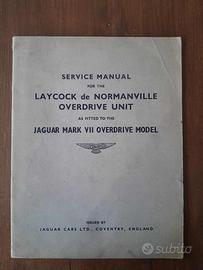 SERVICE MANUAL
FOR THE
LAYCOCK de NORMANVILLE
OVERDRIVE UNIT
AS FITTED TO THE
JAGUAR MARK VII OVERDRIVE MODEL
ISSUED BY
JAGUAR CARS LTD., COVENTRY, ENGLAND
subito